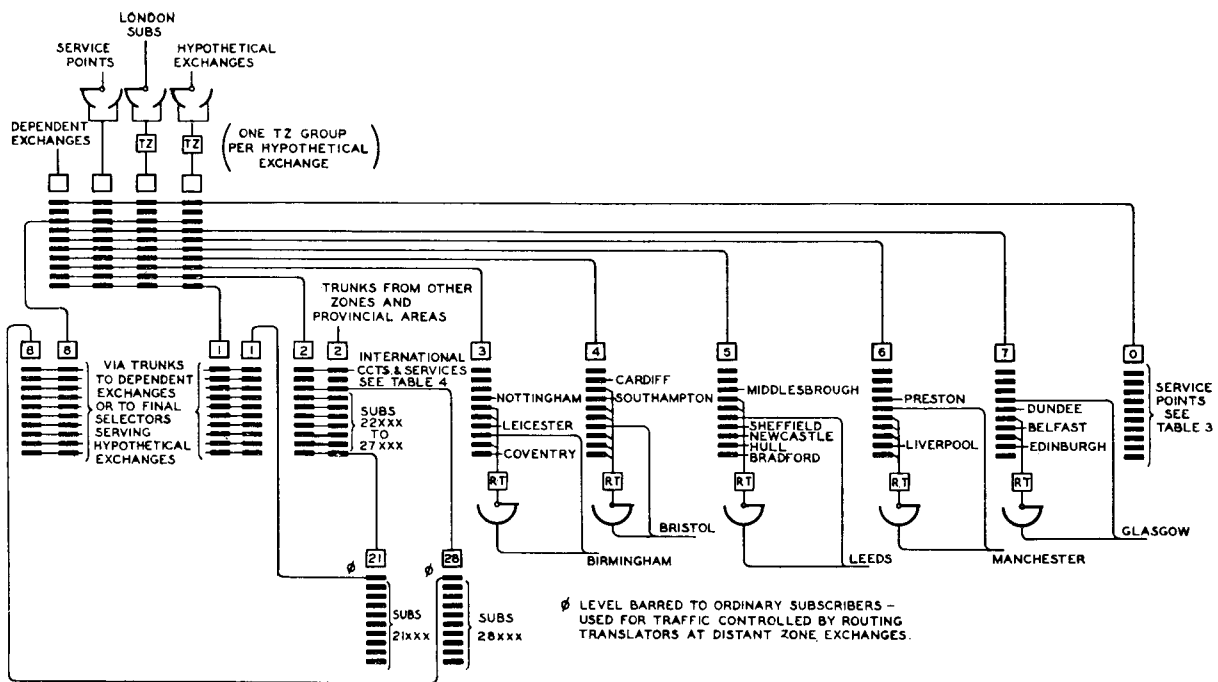 LONDON
SUBS
SERVICE
POINTS
HYPOTHETICAL
EXCHANGES
DEPENDENT
EXCHANGES
TZ
TZ
(ONE TZ GROUP
PER HYPOTHETICAL
EXCHANGE)
TRUNKS FROM OTHER
ZONES AND
PROVINCIAL AREAS
8
8
1
1
2
2
3
4
5
6
7
0
VIA TRUNKS
TO DEPENDENT
EXCHANGES
OR TO FINAL
SELECTORS
SERVING
HYPOTHETICAL
EXCHANGES
INTERNATIONAL
CCTS & SERVICES
SEE TABLE 4
SUBS
22XXX
TO
27XXX
NOTTINGHAM
LEICESTER
COVENTRY
CARDIFF
SOUTHAMPTON
MIDDLESBROUGH
SHEFFIELD
NEWCASTLE
HULL
BRADFORD
PRESTON
LIVERPOOL
DUNDEE
BELFAST
EDINBURGH
SERVICE
POINTS
SEE
TABLE 3
RT
RT
RT
RT
RT
BIRMINGHAM
BRISTOL
LEEDS
MANCHESTER
GLASGOW
ø
21
ø
28
SUBS
21XXX
SUBS
28XXX
ø LEVEL BARRED TO ORDINARY SUBSCRIBERS –
USED FOR TRAFFIC CONTROLLED BY ROUTING
TRANSLATORS AT DISTANT ZONE EXCHANGES.